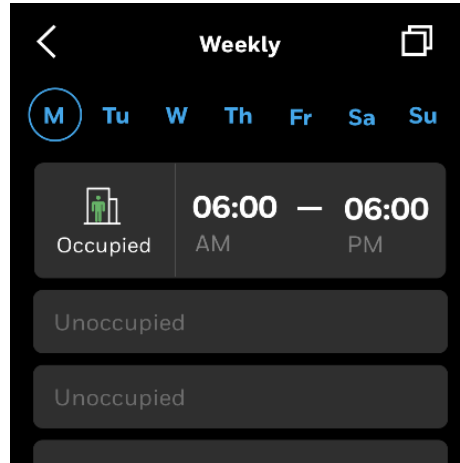 Weekly
M Tu W Th Fr Sa Su
06:00 — 06:00
Occupied AM PM
Unoccupied
Unoccupied